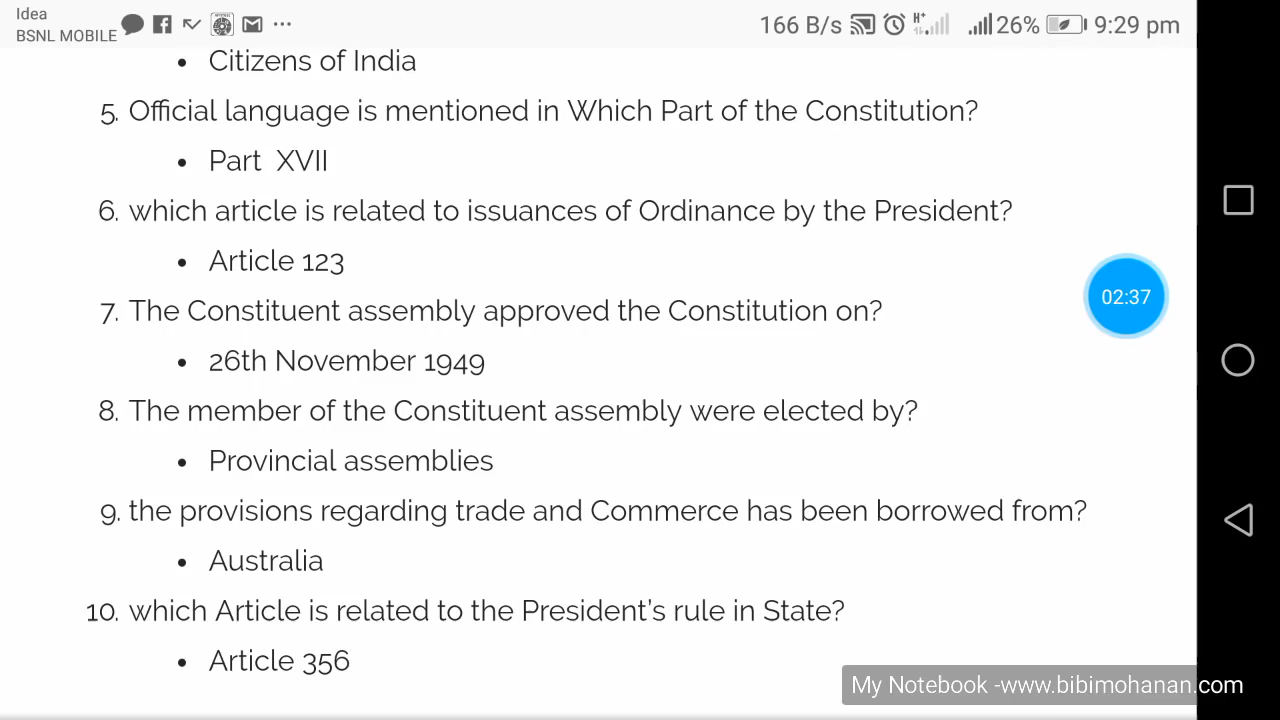 Idea
BSNL MOBILE
166 B/s H+ 26% 9:29 pm
• Citizens of India
5. Official language is mentioned in Which Part of the Constitution?
• Part XVII
6. which article is related to issuances of Ordinance by the President?
• Article 123
02:37
7. The Constituent assembly approved the Constitution on?
• 26th November 1949
8. The member of the Constituent assembly were elected by?
• Provincial assemblies
9. the provisions regarding trade and Commerce has been borrowed from?
• Australia
10. which Article is related to the President’s rule in State?
• Article 356
My Notebook -www.bibimohanan.com